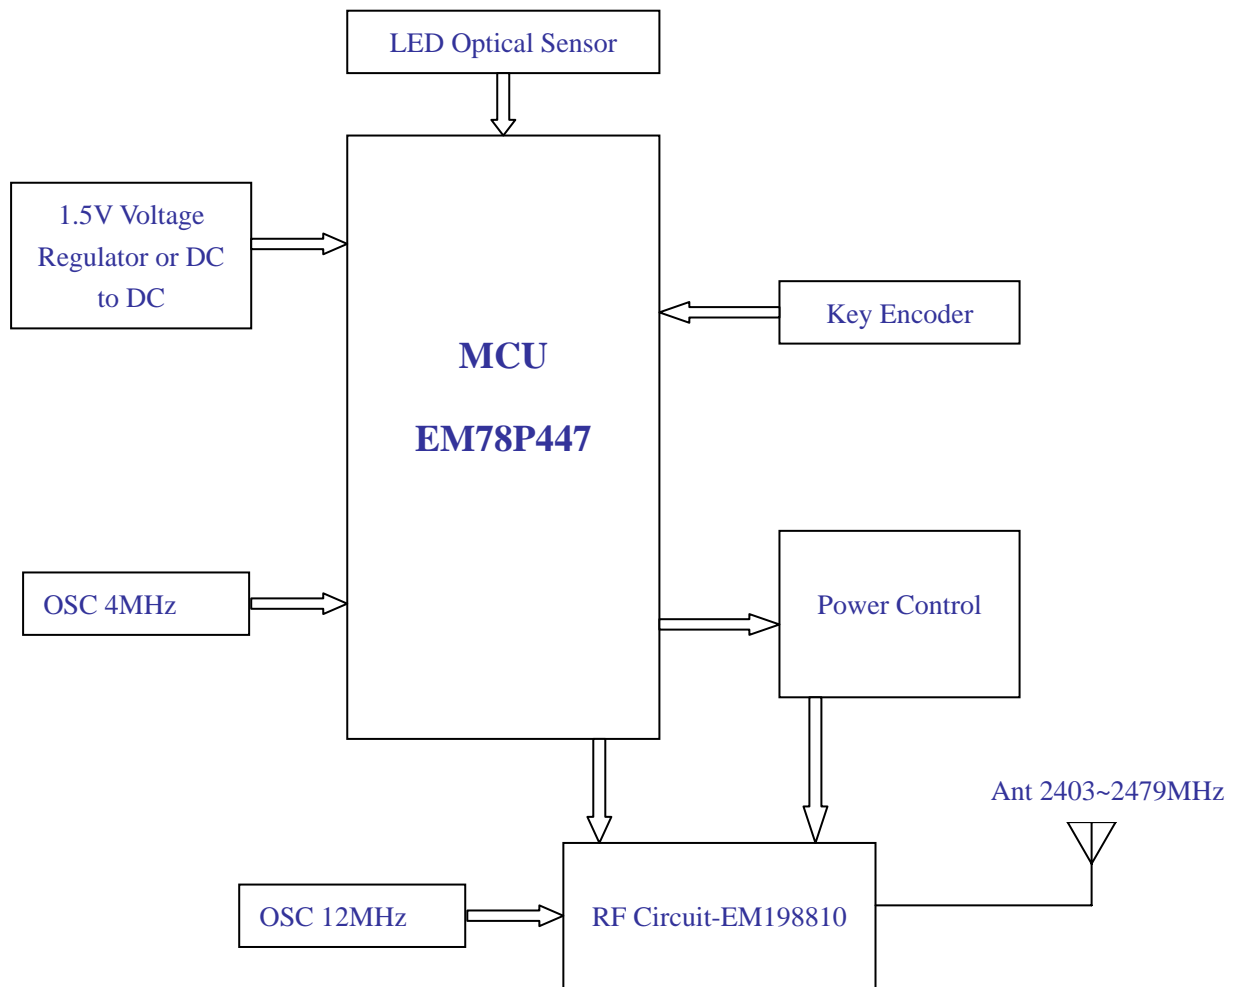 LED Optical Sensor
1.5V Voltage
Regulator or DC
to DC
Key Encoder
MCU
EM78P447
OSC 4MHz
Power Control
Ant 2403~2479MHz
OSC 12MHz
RF Circuit-EM198810